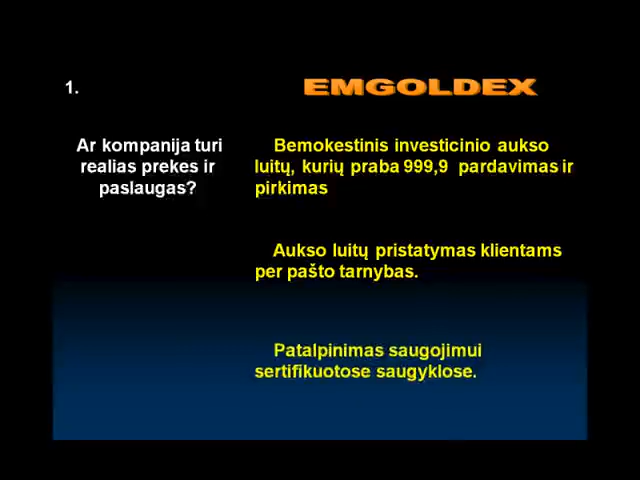 1.
EMGOLDEX
Ar kompanija turi
realias prekes ir
paslaugas?
Bemokestinis investicinio aukso
luitų, kurių praba 999,9 pardavimas ir
pirkimas
Aukso luitų pristatymas klientams
per pašto tarnybas.
Patalpinimas saugojimui
sertifikuotose saugyklose.